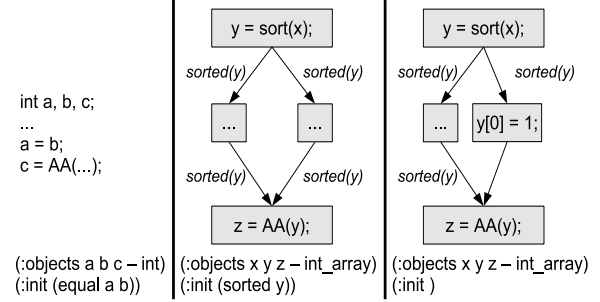 int a, b, c;
...
a = b;
c = AA(...);
(:objects a b c – int)
(:init (equal a b))
y = sort(x);
sorted(y) sorted(y)
... ...
sorted(y) sorted(y)
z = AA(y);
(:objects x y z – int_array)
(:init (sorted y))
y = sort(x);
sorted(y) sorted(y)
... y[0] = 1;
sorted(y)
z = AA(y);
(:objects x y z – int_array)
(:init )